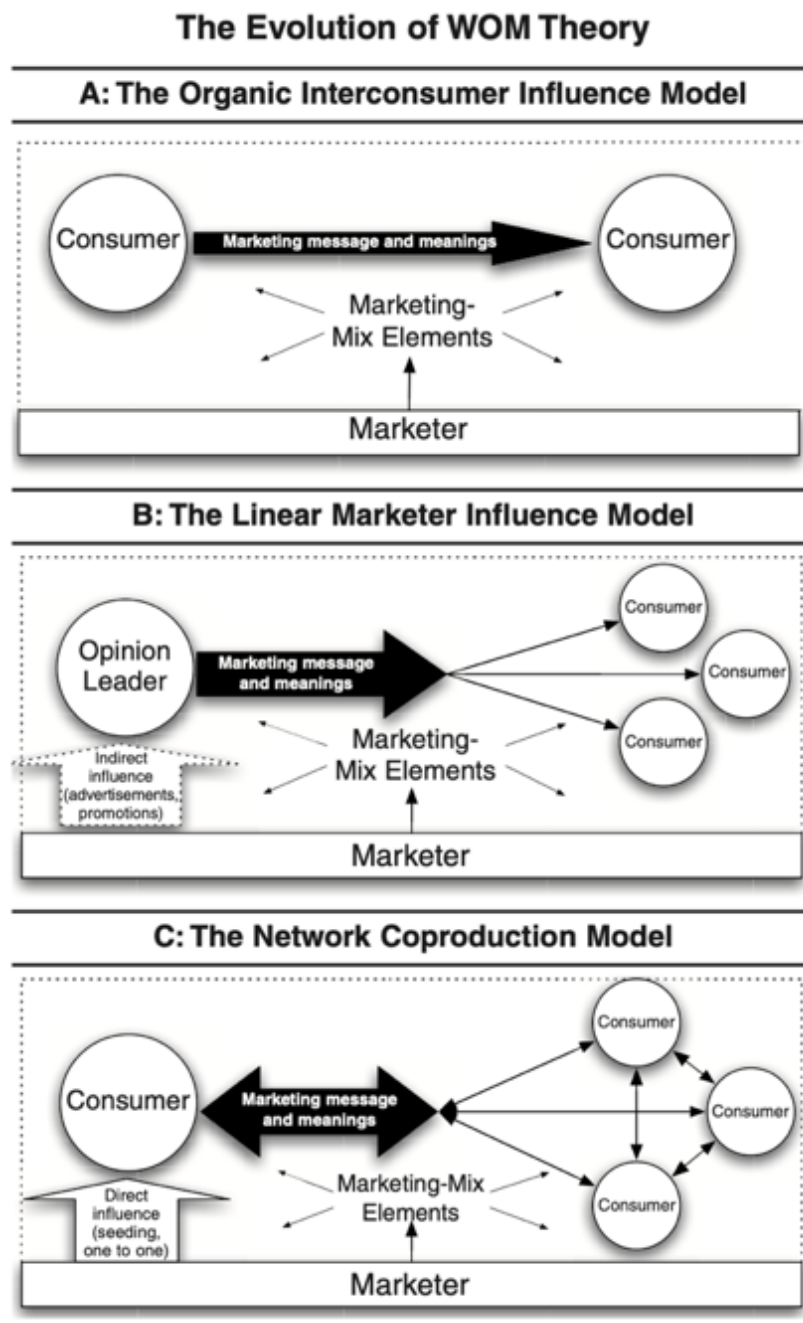 The Evolution of WOM Theory
A: The Organic Interconsumer Influence Model
Consumer
Marketing message and meanings
Consumer
Marketing-
Mix Elements
Marketer
B: The Linear Marketer Influence Model
Opinion
Leader
Marketing message
and meanings
Consumer
Consumer
Consumer
Marketing-
Mix Elements
Indirect
influence
(advertisements,
promotions)
Marketer
C: The Network Coproduction Model
Consumer
Marketing message
and meanings
Consumer
Consumer
Consumer
Marketing-Mix
Elements
Direct
influence
(seeding,
one to one)
Marketer